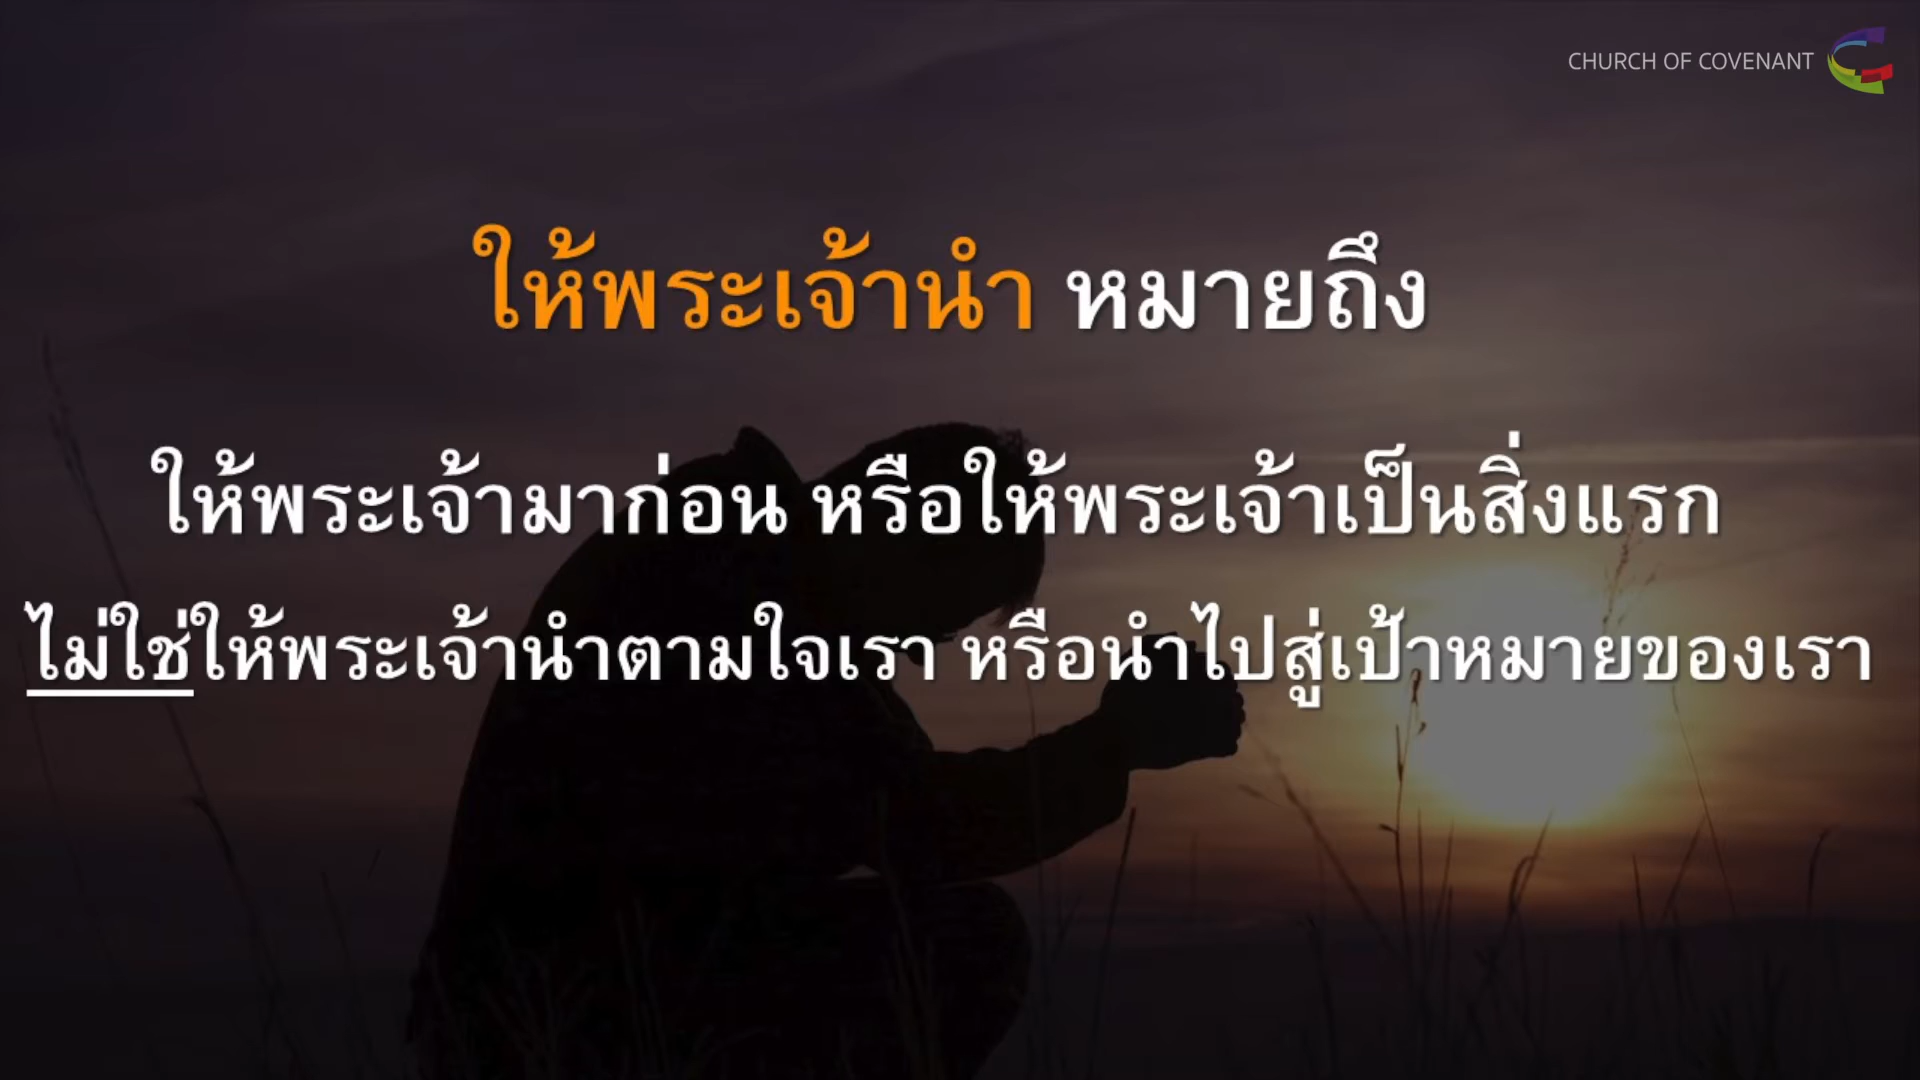 CHURCH OF COVENANT
ให้พระเจ้านำ หมายถึง
ให้พระเจ้ามาก่อน หรือให้พระเจ้าเป็นสิ่งแรก
ไม่ใช่ให้พระเจ้านำตามใจเรา หรือนำไปสู่เป้าหมายของเรา